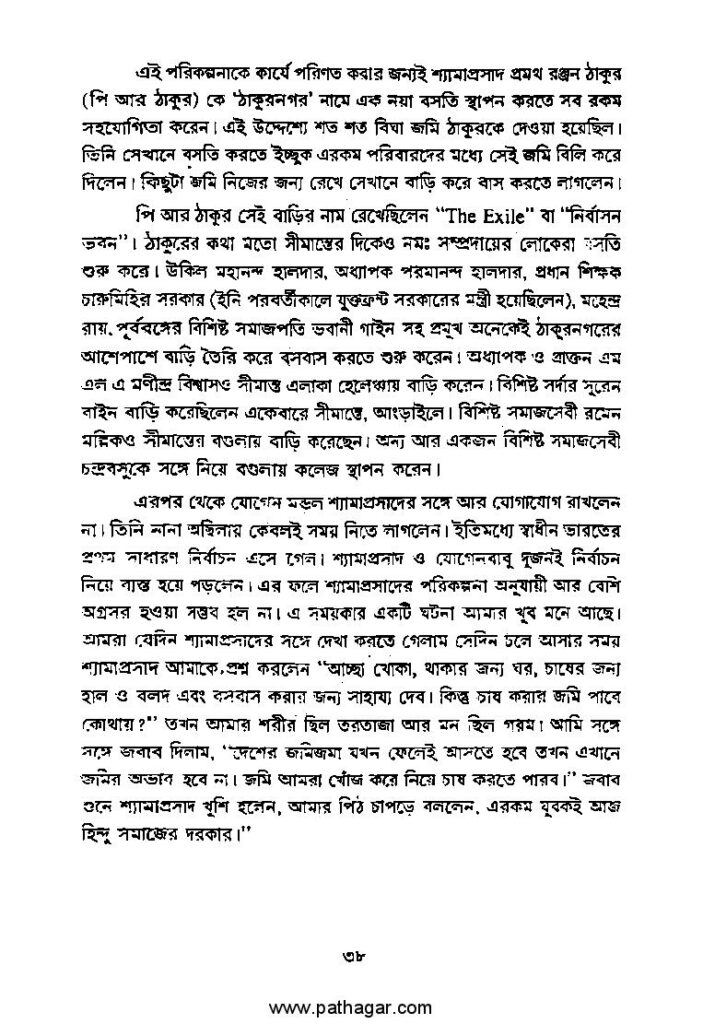 এই পরিকল্পনাকে কার্যে পরিণত করার জন্যই শ্যামাপ্রসাদ প্রমথ রঞ্জন ঠাকুর
(পি আর ঠাকুর) কে ‘ঠাকুরনগর’ নামে এক নয়া বসতি স্থাপন করতে সব রকম
সহযোগিতা করেন। এই উদ্দেশ্যে শত শত বিঘা জমি ঠাকুরকে দেওয়া হয়েছিল।
তিনি সেখানে বসতি করতে ইচ্ছুক এরকম পরিবারদের মধ্যে সেই জমি বিলি করে
দিলেন। কিছুটা জমি নিজের জন্য রেখে সেখানে বাড়ি করে বাস করতে লাগলেন।
পি আর ঠাকুর সেই বাড়ির নাম রেখেছিলেন “The Exile” বা “নির্বাসন
ভবন”। ঠাকুরের কথা মতো সীমান্তের দিকেও নমঃ সম্প্রদায়ের লোকেরা বসতি
শুরু করে। উকিল মহানন্দ হালদার, অধ্যাপক পরমানন্দ হালদার, প্রধান শিক্ষক
চারুমিহির সরকার (ইনি পরবর্তীকালে যুক্তফ্রন্ট সরকারের মন্ত্রী হয়েছিলেন), মহেন্দ্র
রায়, পূর্ববঙ্গের বিশিষ্ট সমাজপতি ভবানী গাইন সহ প্রমুখ অনেকেই ঠাকুরনগরের
আশেপাশে বাড়ি তৈরি করে বসবাস করতে শুরু করেন। অধ্যাপক ও প্রাক্তন এম
এল এ মণীন্দ্র বিশ্বাসও সীমান্ত এলাকা হেলেঞ্চায় বাড়ি করেন। বিশিষ্ট সর্দার সুরেন
বাইন বাড়ি করেছিলেন একেবারে সীমান্তে, আংড়াইলে। বিশিষ্ট সমাজসেবী রমেন
মল্লিকও সীমান্তের বগুলায় বাড়ি করেছেন। অন্য আর একজন বিশিষ্ট সমাজসেবী
চন্দ্রবসুকে সঙ্গে নিয়ে বগুলায় কলেজ স্থাপন করেন।
এরপর থেকে যোগেন মন্ডল শ্যামাপ্রসাদের সঙ্গে আর যোগাযোগ রাখলেন
না। তিনি নানা অছিলায় কেবলই সময় নিতে লাগলেন। ইতিমধ্যে স্বাধীন ভারতের
প্রথম সাধারণ নির্বাচন এসে গেল। শ্যামাপ্রসাদ ও যোগেনবাবু দুজনই নির্বাচন
নিয়ে ব্যস্ত হয়ে পড়লেন। এর ফলে শ্যামাপ্রসাদের পরিকল্পনা অনুযায়ী আর বেশি
অগ্রসর হওয়া সম্ভব হল না। এ সময়কার একটি ঘটনা আমার খুব মনে আছে।
আমরা যেদিন শ্যামাপ্রসাদের সঙ্গে দেখা করতে গেলাম সেদিন চলে আসার সময়
শ্যামাপ্রসাদ আমাকে প্রশ্ন করলেন “আচ্ছা খোকা, থাকার জন্য ঘর, চাষের জন্য
হাল ও বলদ এবং বসবাস করার জন্য সাহায্য দেব। কিন্তু চাষ করার জমি পাবে
কোথায়?” তখন আমার শরীর ছিল তরতাজা আর মন ছিল গরম। আমি সঙ্গে
সঙ্গে জবাব দিলাম, “দেশের জমিজমা যখন ফেলেই আসতে হবে তখন এখানে
জমির অভাব হবে না। জমি আমরা খোঁজ করে নিয়ে চাষ করতে পারব।” জবাব
শুনে শ্যামাপ্রসাদ খুশি হলেন, আমার পিঠ চাপড়ে বললেন, এরকম যুবকই আজ
হিন্দু সমাজের দরকার।”
৩৮
www.pathagar.com